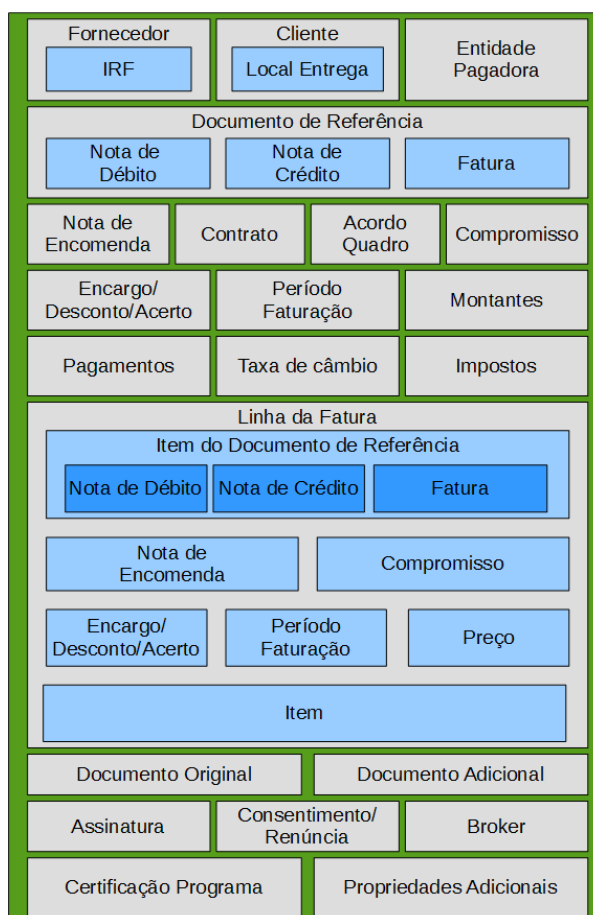 Fornecedor
IRF
Cliente
Local Entrega
Entidade
Pagadora
Documento de Referência
Nota de
Débito
Nota de
Crédito
Fatura
Nota de
Encomenda
Contrato
Acordo
Quadro
Compromisso
Encargo/
Desconto/Acerto
Período
Faturação
Montantes
Pagamentos
Taxa de câmbio
Impostos
Linha da Fatura
Item do Documento de Referência
Nota de Débito
Nota de Crédito
Fatura
Nota de
Encomenda
Compromisso
Encargo/
Desconto/Acerto
Período
Faturação
Preço
Item
Documento Original
Documento Adicional
Assinatura
Consentimento/
Renúncia
Broker
Certificação Programa
Propriedades Adicionais